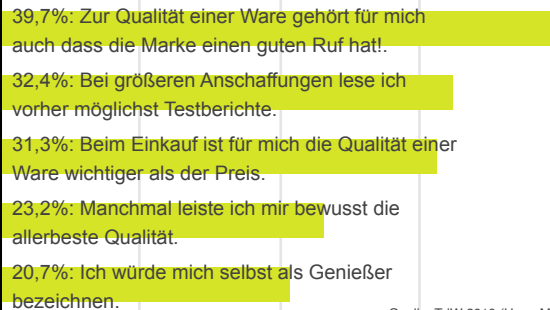 39,7%: Zur Qualität einer Ware gehört für mich
auch dass die Marke einen guten Ruf hat!.
32,4%: Bei größeren Anschaffungen lese ich
vorher möglichst Testberichte.
31,3%: Beim Einkauf ist für mich die Qualität einer
Ware wichtiger als der Preis.
23,2%: Manchmal leiste ich mir bewusst die
allerbeste Qualität.
20,7%: Ich würde mich selbst als Genießer
bezeichnen.